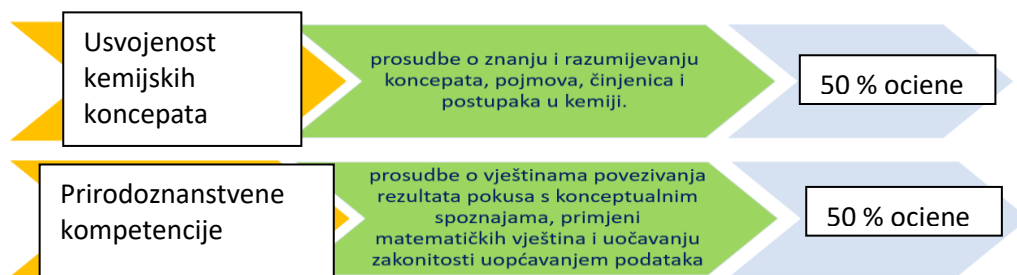 Usvojenost
kemijskih
koncepata
prosudbe o znanju i razumijevanju
koncepata, pojmova, činjenica i
postupaka u kemiji.
50 % ociene
Prirodoznanstvene
kompetencije
prosudbe o vještinama povezivanja
rezultata pokusa s konceptualnim
spoznajama, primjeni
matematičkih vještina i uočavanju
zakonitosti uopćavanjem podataka
50 % ociene